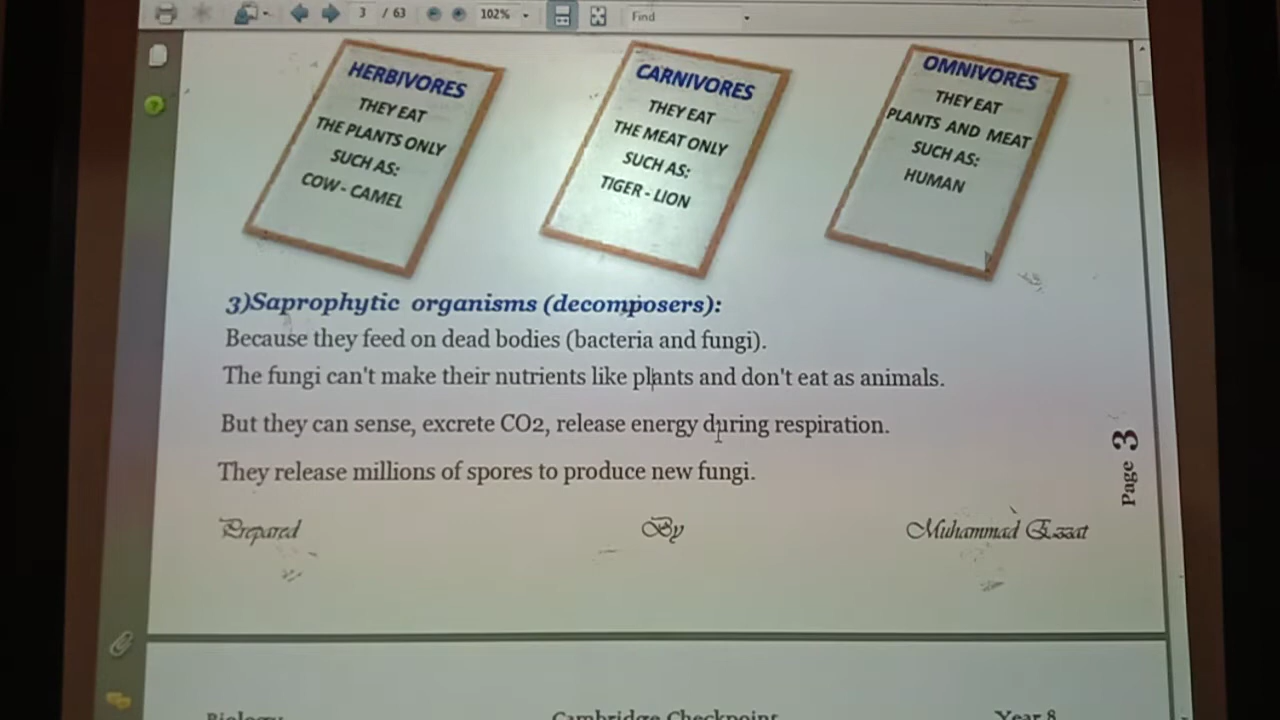 3 / 63
102%
Find
HERBIVORES
THEY EAT
THE PLANTS ONLY
SUCH AS:
COW - CAMEL
CARNIVORES
THEY EAT
THE MEAT ONLY
SUCH AS:
TIGER - LION
OMNIVORES
THEY EAT
PLANTS AND MEAT
SUCH AS:
HUMAN
3)Saprophytic organisms (decomposers):
Because they feed on dead bodies (bacteria and fungi).
The fungi can't make their nutrients like plants and don't eat as animals.
But they can sense, excrete CO2, release energy during respiration.
They release millions of spores to produce new fungi.
Page 3
Prepared By Muhammad Ezzat
Biology Cambridge Checkpoint Year 8